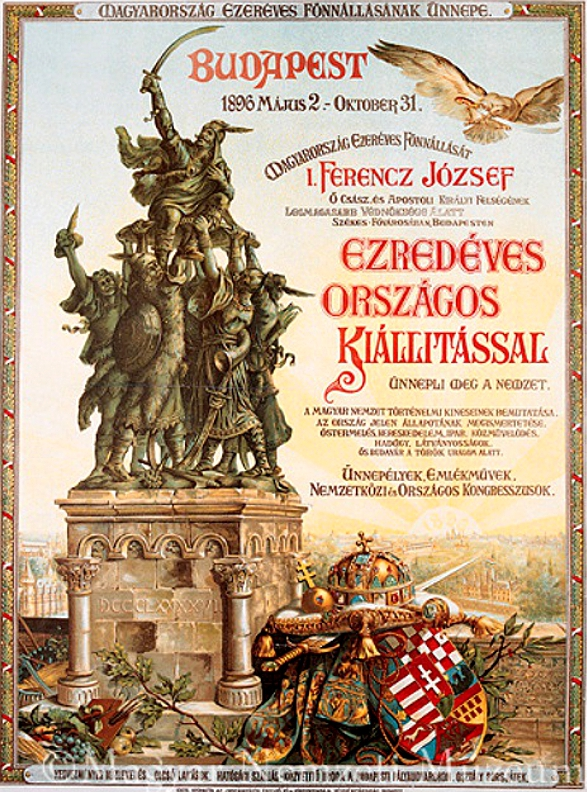 MAGYARORSZÁG EZERÉVES FÖNNÁLLÁSÁNAK ÜNNEPE.
BUDAPEST
1896 MÁJUS 2.-OKTOBER 31.
MAGYARORSZÁG EZERÉVES FÖNNÁLLÁSÁT
I. FERENCZ JÓZSEF
Ő CSÁSZ. ÉS APOSTOLI KIRÁLYI FELSÉGÉNEK
LEGMAGASABB VÉDNÖKSÉGE ALATT
SZÉKES-FŐVÁROSÁBAN, BUDAPESTEN
EZREDÉVES
ORSZÁGOS
KIÁLLITÁSSAL
ÜNNEPLI MEG A NEMZET.
A MAGYAR NEMZET TÖRTÉNELMI KINCSEINEK BEMUTATÁSA.
AZ ORSZÁG JELEN ÁLLAPOTÁNAK MEGISMERTETÉSE.
ŐSTERMELÉS, KERESKEDELEM, IPAR, KÖZMŰVELŐDÉS,
HADÜGY, LÁTVÁNYOSSÁGOK.
ŐS BUDAVÁR A TÖRÖK URALOM ALATT.
ÜNNEPÉLYEK, EMLÉKMŰVEK,
NEMZETKÖZI ÉS ORSZÁGOS KONGRESSZUSOK.